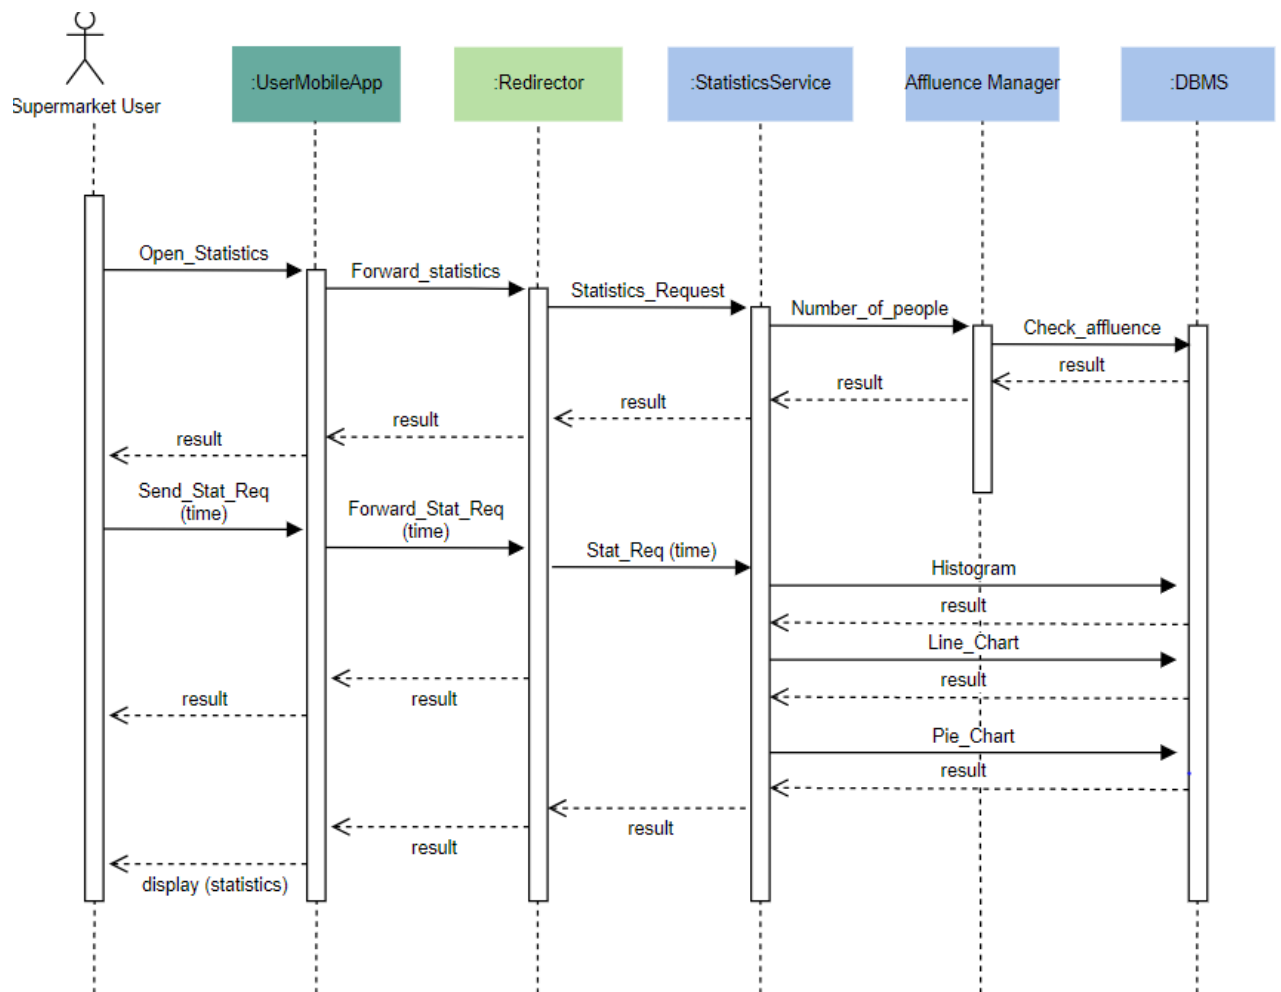 Supermarket User
:UserMobileApp
:Redirector
:StatisticsService
Affluence Manager
:DBMS
Open_Statistics
Forward_statistics
Statistics_Request
Number_of_people
Check_affluence
result
result
result
result
result
Send_Stat_Req
(time)
Forward_Stat_Req
(time)
Stat_Req (time)
Histogram
result
Line_Chart
result
result
result
Pie_Chart
result
result
result
display (statistics)